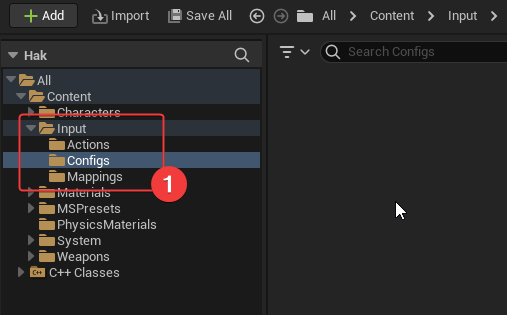 Add Import Save All All Content Input
Hak
Search Configs
All
Content
Characters
Input
Actions
Configs
Mappings
1
Materials
MSPresets
PhysicsMaterials
System
Weapons
C++ Classes